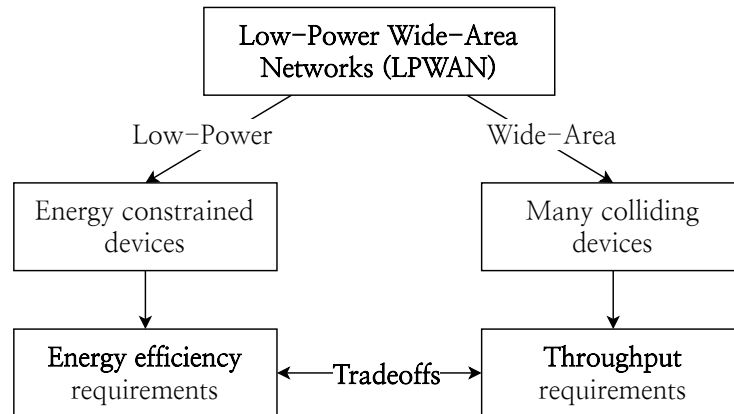 Low-Power Wide-Area
Networks (LPWAN)
Low-Power
Wide-Area
Energy constrained
devices
Many colliding
devices
Energy efficiency
requirements
Tradeoffs
Throughput
requirements